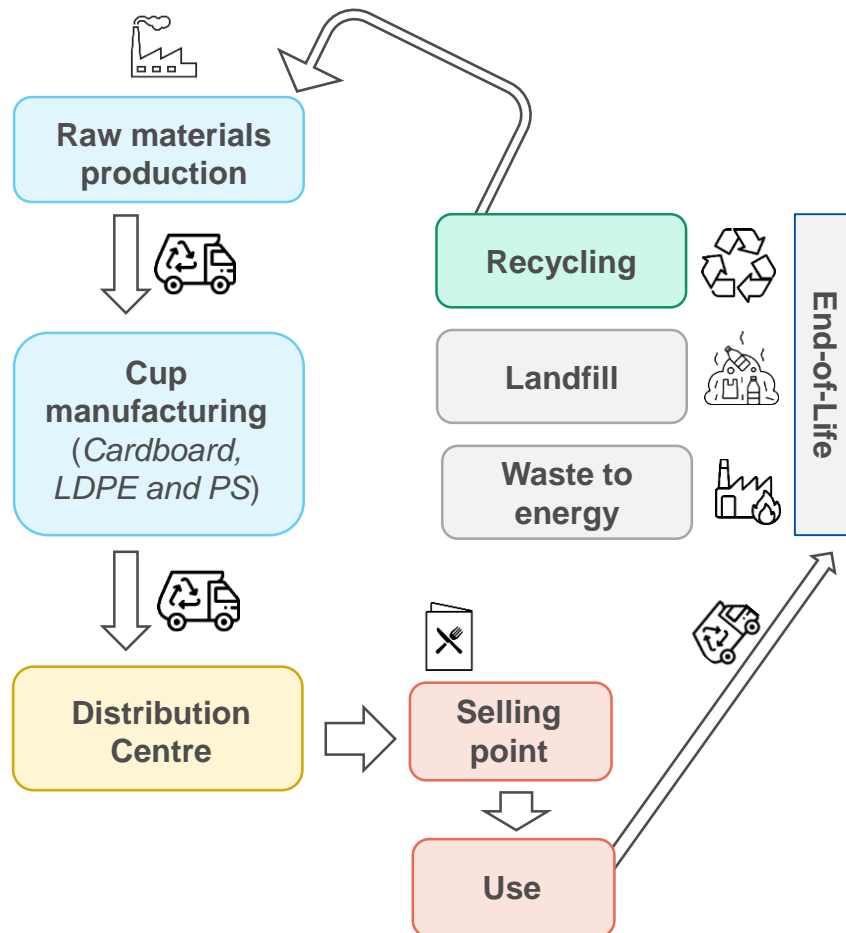 Raw materials
production
Cup
manufacturing
(Cardboard,
LDPE and PS)
Distribution
Centre
Selling
point
Use
Recycling
Landfill
Waste to
energy
End-of-Life